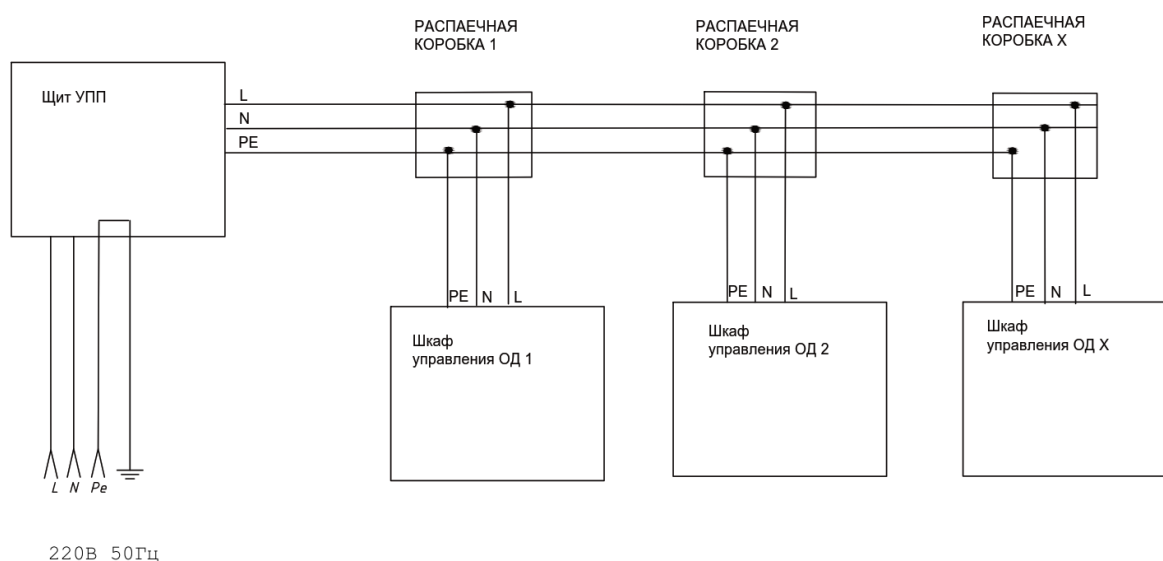 РАСПАЕЧНАЯ
КОРОБКА 1
РАСПАЕЧНАЯ
КОРОБКА 2
РАСПАЕЧНАЯ
КОРОБКА X
Щит УПП
L
N
PE
PE N L
PE N L
PE N L
Шкаф
управления ОД 1
Шкаф
управления ОД 2
Шкаф
управления ОД X
L N Pe
220В 50Гц